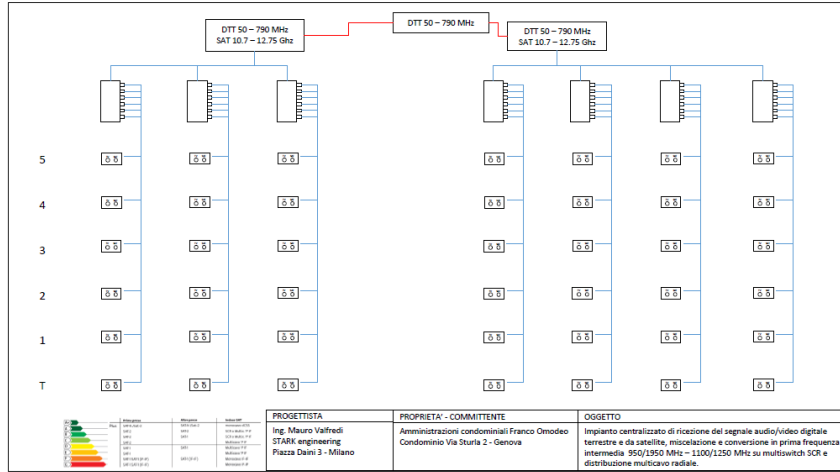 DTT 50 – 790 MHz
SAT 10.7 – 12.75 Ghz
DTT 50 – 790 MHz
DTT 50 – 790 MHz
SAT 10.7 – 12.75 Ghz
5
4
3
2
1
T
PROGETTISTA
Ing. Mauro Valfredi
STARK engineering
Piazza Daini 3 - Milano
PROPRIETA' - COMMITTENTE
Amministrazioni condominiali Franco Omodeo
Condominio Via Sturla 2 - Genova
OGGETTO
Impianto centralizzato di ricezione del segnale audio/video digitale
terrestre e da satellite, miscelazione e conversione in prima frequenza
intermedia 950/1950 MHz – 1100/1250 MHz su multiswitch SCR e
distribuzione multicavo radiale.